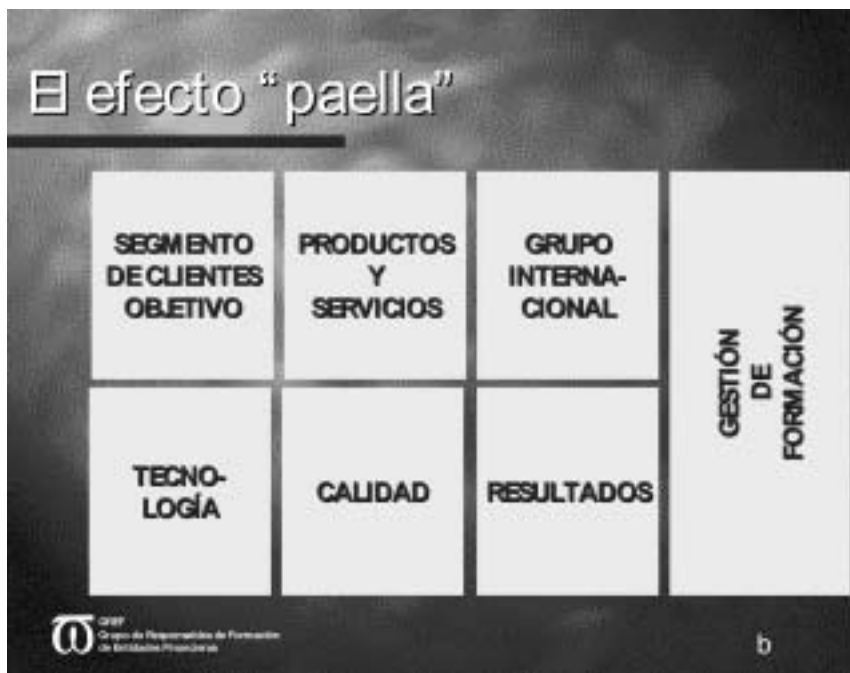 El efecto “paella”
SEGMENTO
DE CLIENTES
OBJETIVO
PRODUCTOS
Y
SERVICIOS
GRUPO
INTERNA-
CIONAL
GESTIÓN
DE
FORMACIÓN
TECNO-
LOGÍA
CALIDAD
RESULTADOS
GREF
Grupo de Responsables de Formación
de Entidades Financieras
b